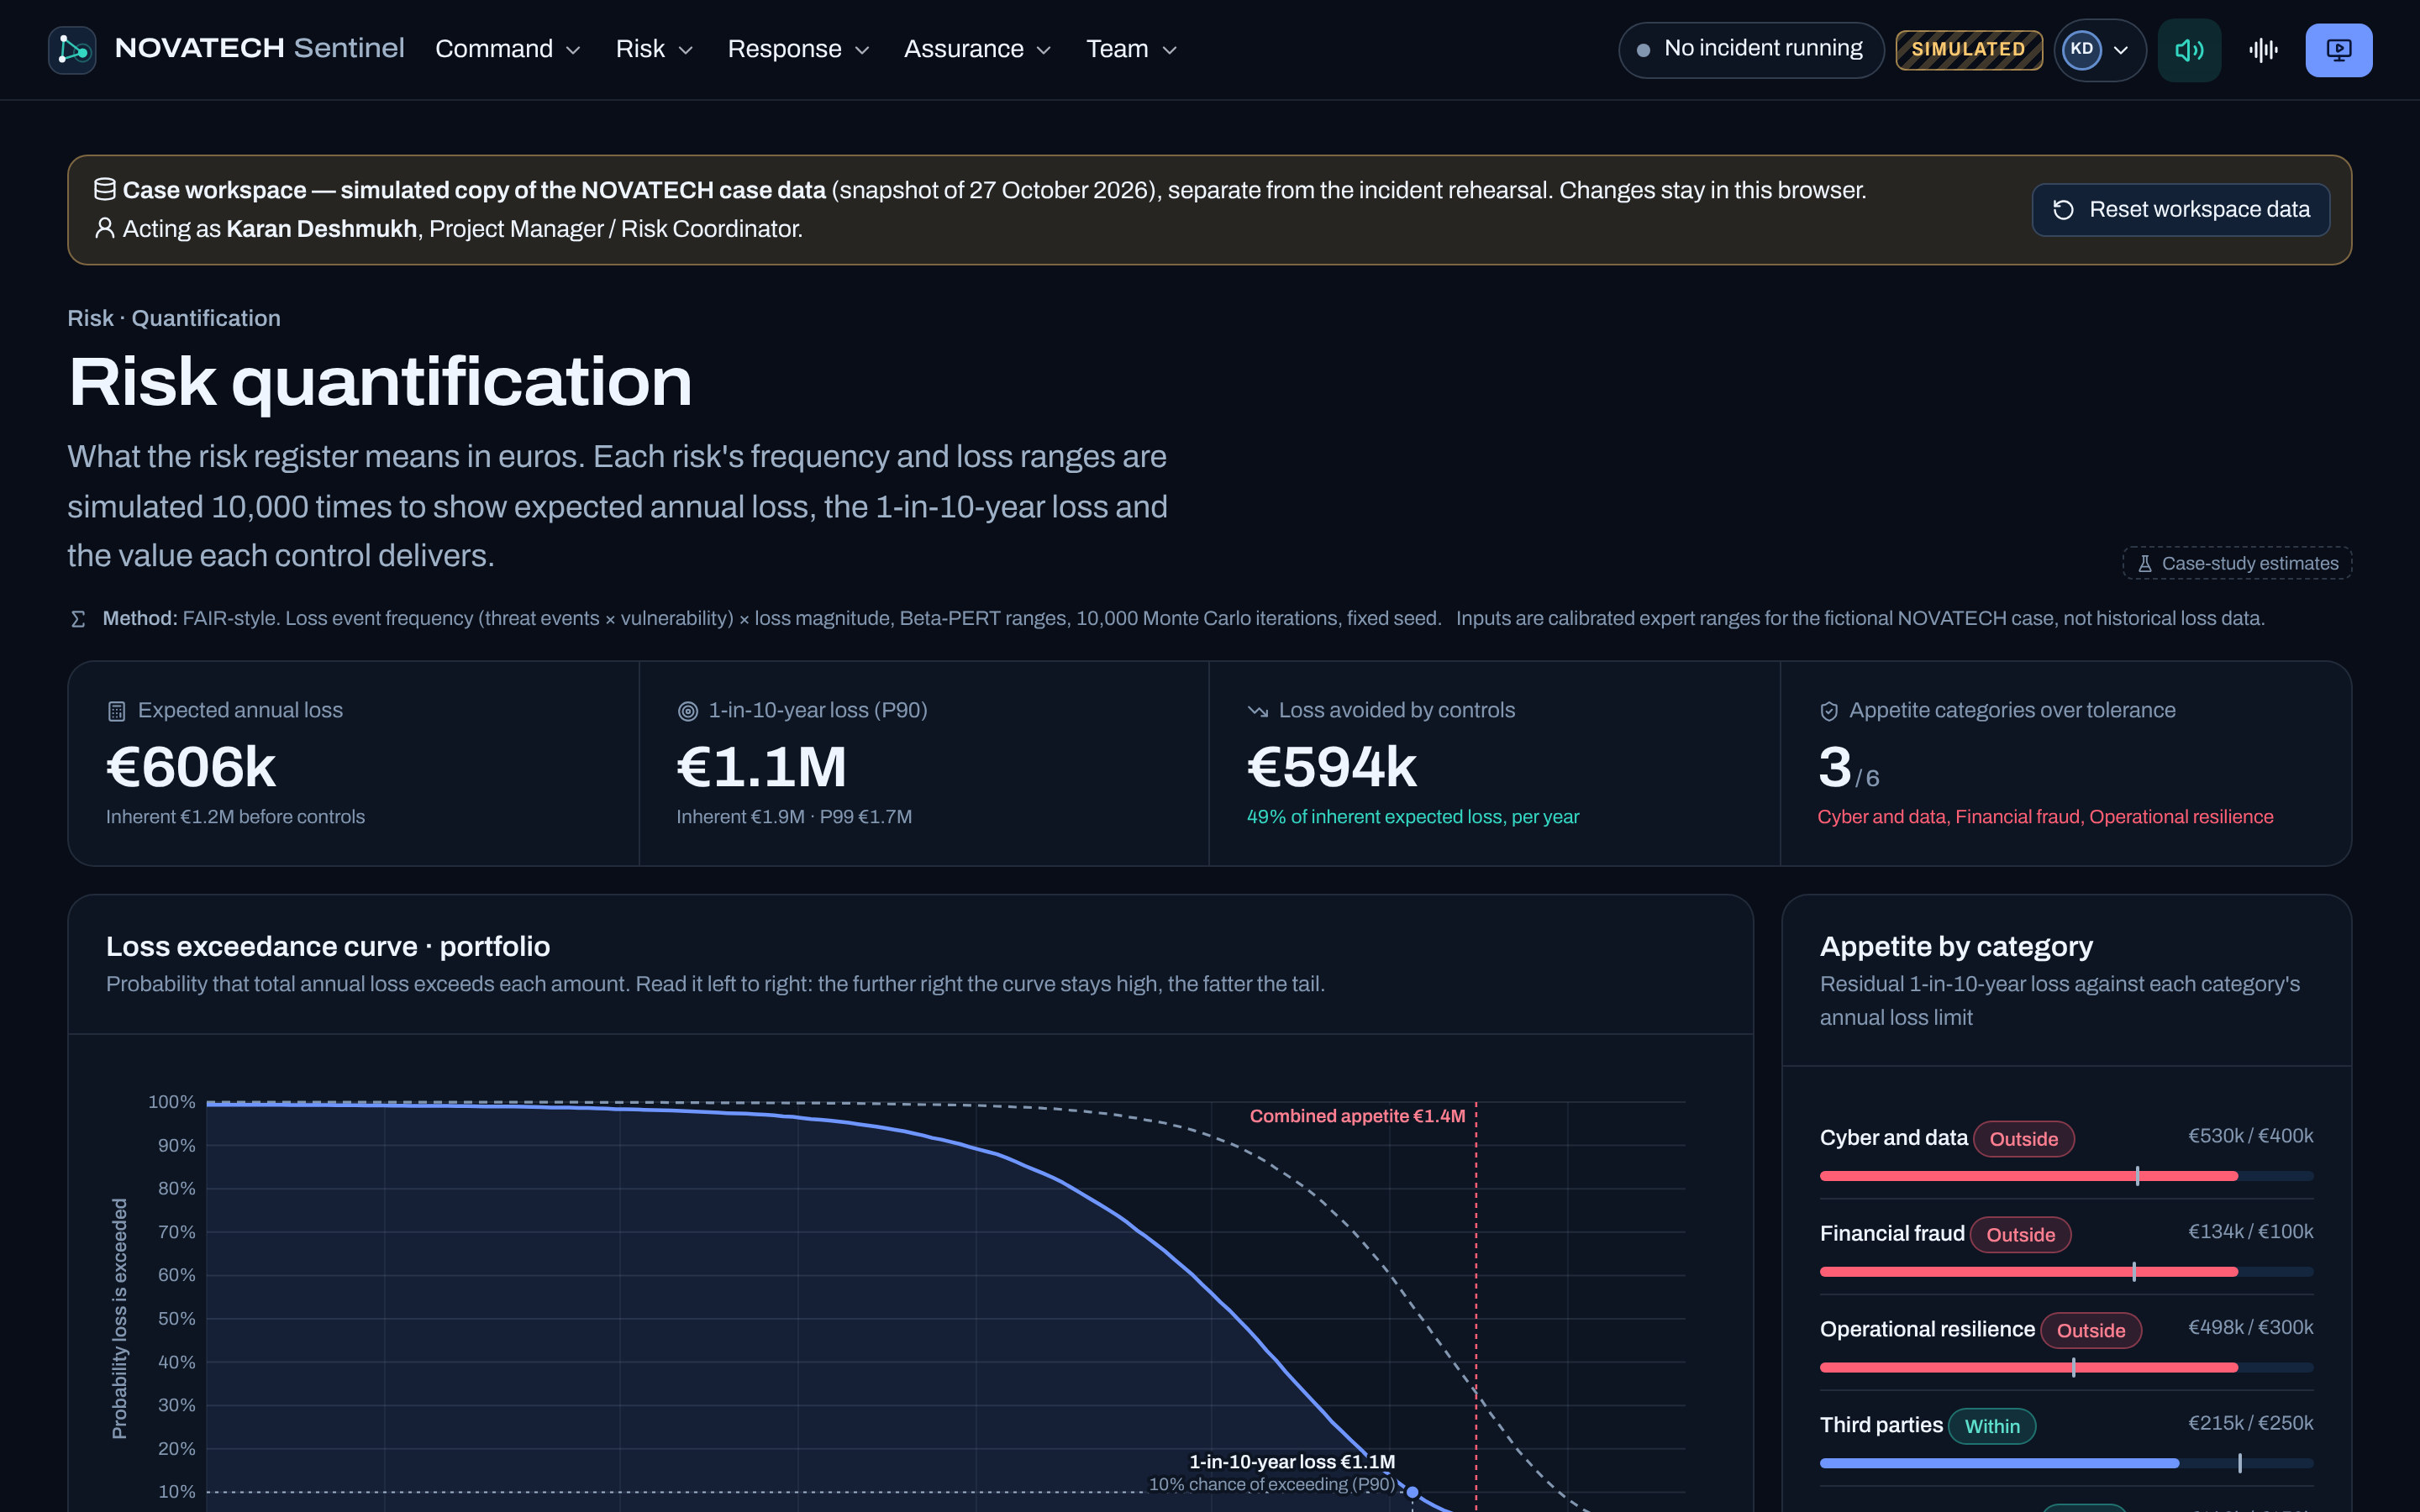 NOVATECH Sentinel
Command
Risk
Response
Assurance
Team
No incident running
SIMULATED
KD
Case workspace — simulated copy of the NOVATECH case data (snapshot of 27 October 2026), separate from the incident rehearsal. Changes stay in this browser.
Acting as Karan Deshmukh, Project Manager / Risk Coordinator.
Reset workspace data
Risk · Quantification
Risk quantification
What the risk register means in euros. Each risk's frequency and loss ranges are
simulated 10,000 times to show expected annual loss, the 1-in-10-year loss and
the value each control delivers.
Case-study estimates
Method: FAIR-style. Loss event frequency (threat events × vulnerability) × loss magnitude, Beta-PERT ranges, 10,000 Monte Carlo iterations, fixed seed. Inputs are calibrated expert ranges for the fictional NOVATECH case, not historical loss data.
Expected annual loss
€606k
Inherent €1.2M before controls
1-in-10-year loss (P90)
€1.1M
Inherent €1.9M · P99 €1.7M
Loss avoided by controls
€594k
49% of inherent expected loss, per year
Appetite categories over tolerance
3/6
Cyber and data, Financial fraud, Operational resilience
Loss exceedance curve · portfolio
Probability that total annual loss exceeds each amount. Read it left to right: the further right the curve stays high, the fatter the tail.
Probability loss is exceeded
100%
90%
80%
70%
60%
50%
40%
30%
20%
10%
Combined appetite €1.4M
1-in-10-year loss €1.1M
10% chance of exceeding (P90)
Appetite by category
Residual 1-in-10-year loss against each category's
annual loss limit
Cyber and data Outside €530k / €400k
Financial fraud Outside €134k / €100k
Operational resilience Outside €498k / €300k
Third parties Within €215k / €250k